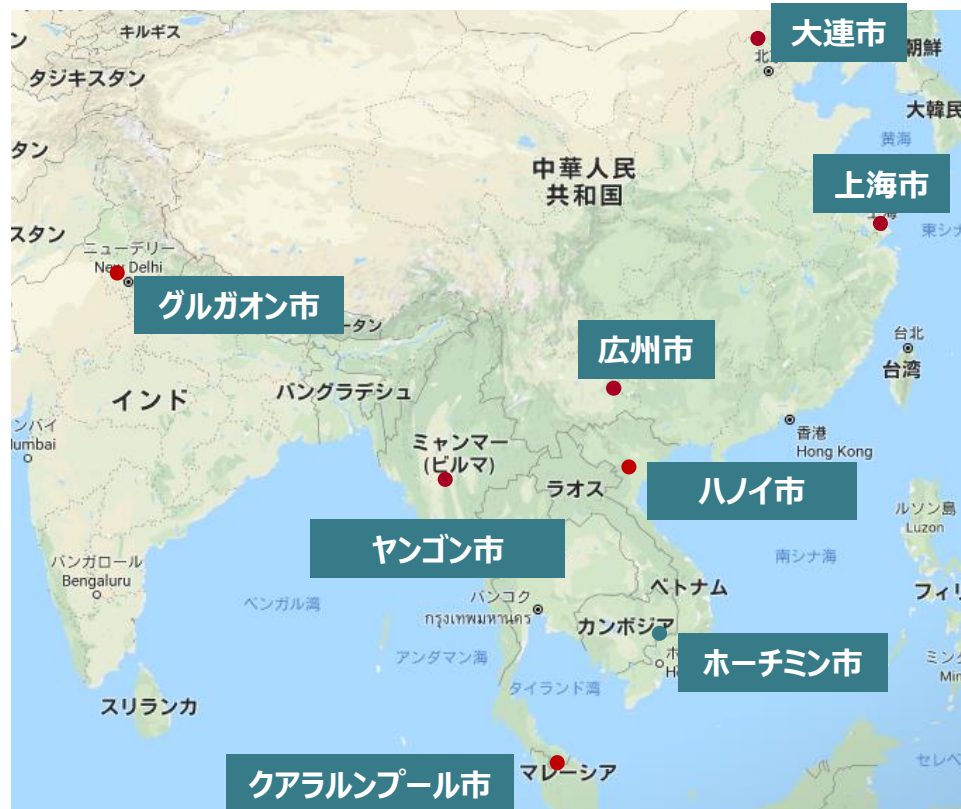 キルギス
大連市
朝鮮
タジキスタン
大韓民
黄海
中華人民
共和国
上海市
東シナ
スタン
ニューデリー
New Delhi
グルガオン市
ータン
広州市
台北
台湾
インド
バングラデシュ
ンバイ
Mumbai
ミャンマー
(ビルマ)
香港
Hong Kong
ラオス
ハノイ市
ルソン島
Luzon
ヤンゴン市
南シナ海
バンガロール
Bengaluru
ベトナム
フィリ
ベンガル湾
バンコク
กรุงเทพมหานคร
カンボジア
アンダマン海
ホーチミン市
タイランド湾
ミン
Min
スリランカ
マレーシア
セレベ
クアラルンプール市